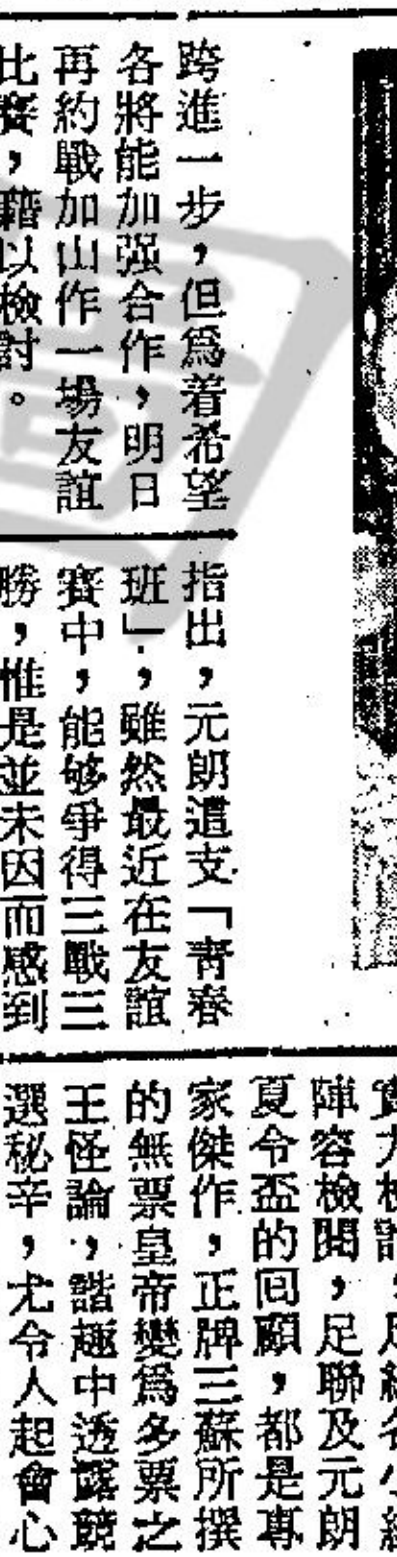 跨進一步，但爲着希望
各將能加强合作，明日
再約戰加山作一場友誼
比賽，藉以檢討。
指出，元朗這支「靑春
班」，雖然最近在友誼
賽中，能够爭得三戰三
勝，惟是並未因而感到
陣容檢閱，足聯及元朗
夏令盃的囘顧，都是專
家傑作，正牌三蘇所撰
的無票皇帝變爲多票之
王怪論，諧趣中透露競
選秘辛，尤令人起會心